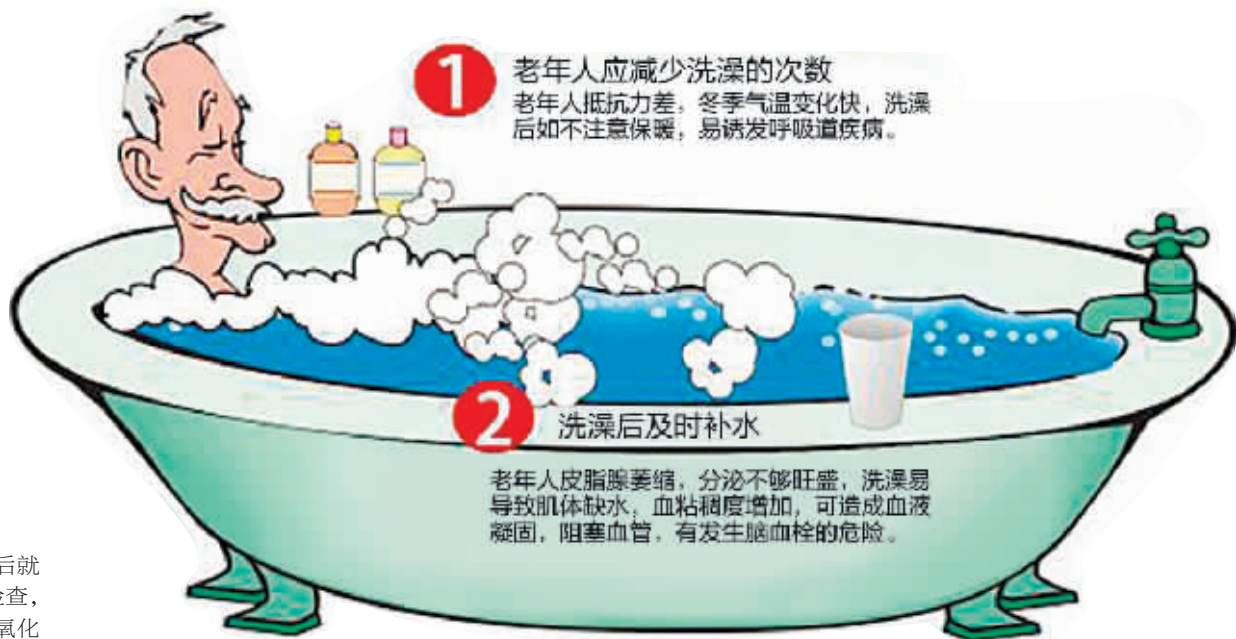 1
老年人应减少洗澡的次数
老年人抵抗力差，冬季气温变化快，洗澡
后如不注意保暖，易诱发呼吸道疾病。
2
洗澡后及时补水
老年人皮脂腺萎缩，分泌不够旺盛，洗澡易
导致肌体缺水，血粘稠度增加，可造成血液
凝固，阻塞血管，有发生脑血栓的危险。
后就
查，
氧化